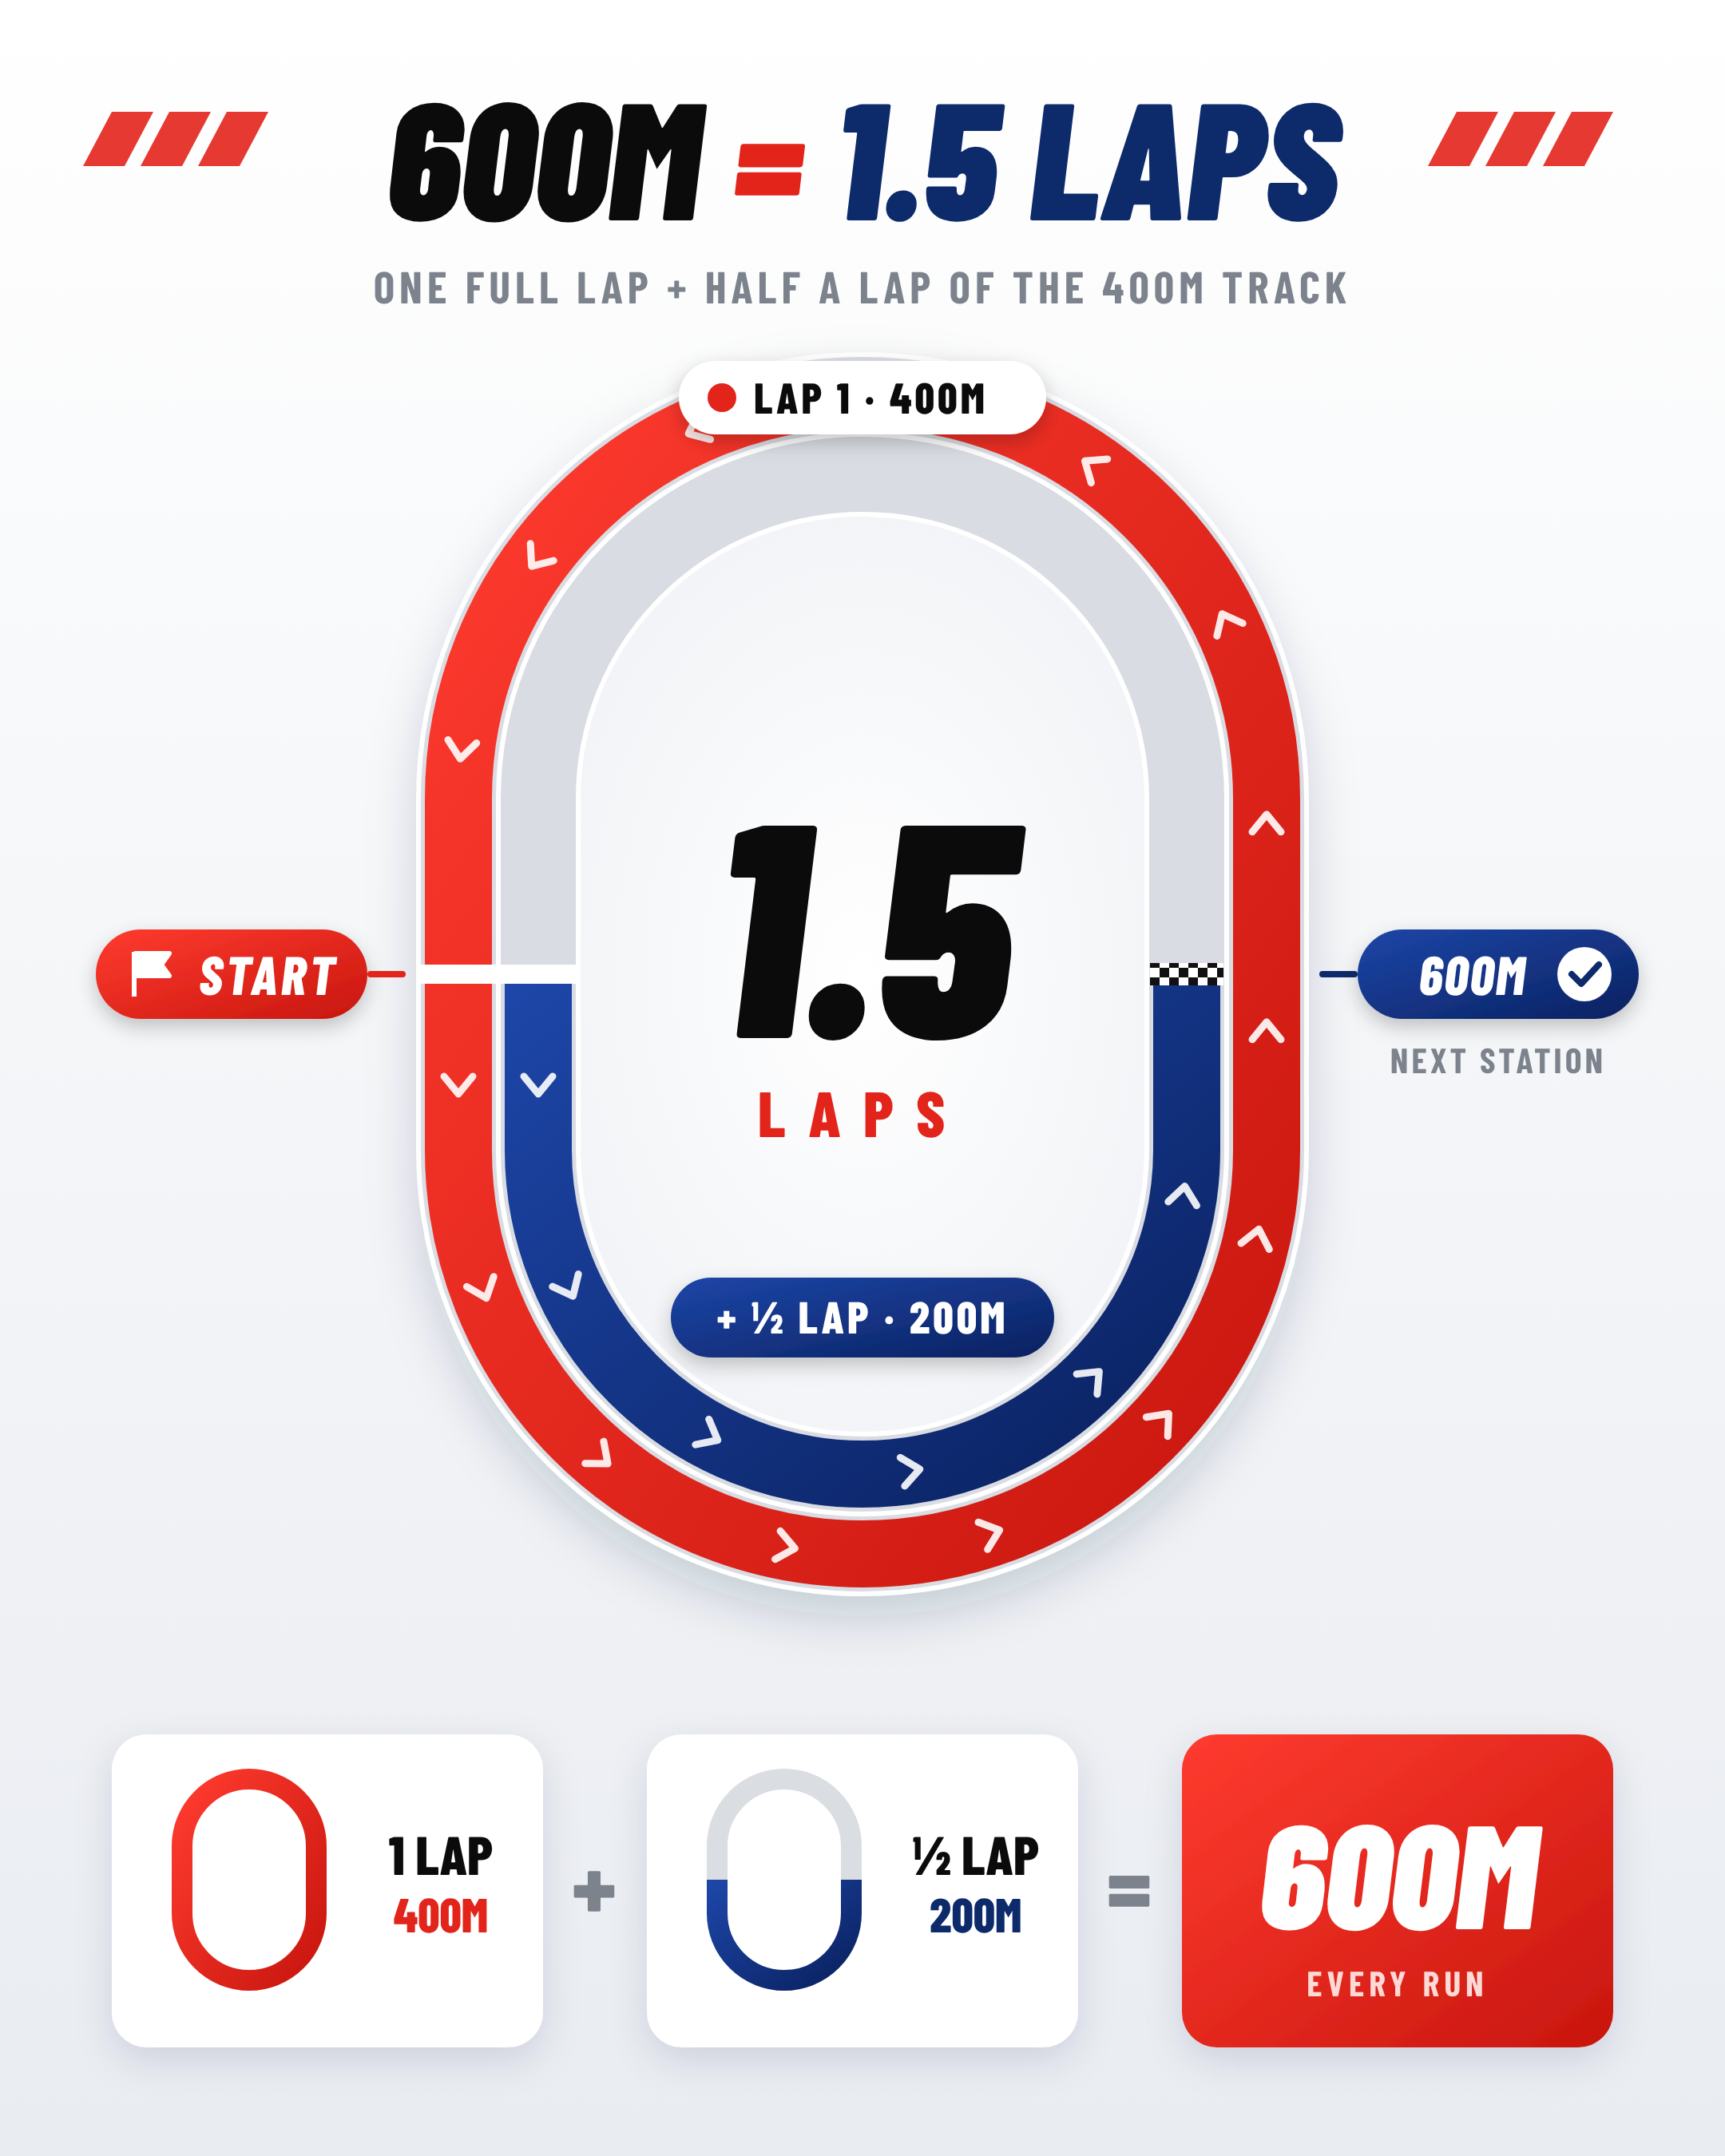 600M = 1.5 LAPS
ONE FULL LAP + HALF A LAP OF THE 400M TRACK
LAP 1 · 400M
1.5
LAPS
START
600M
NEXT STATION
+ ½ LAP · 200M
1 LAP
400M
+
½ LAP
200M
=
600M
EVERY RUN